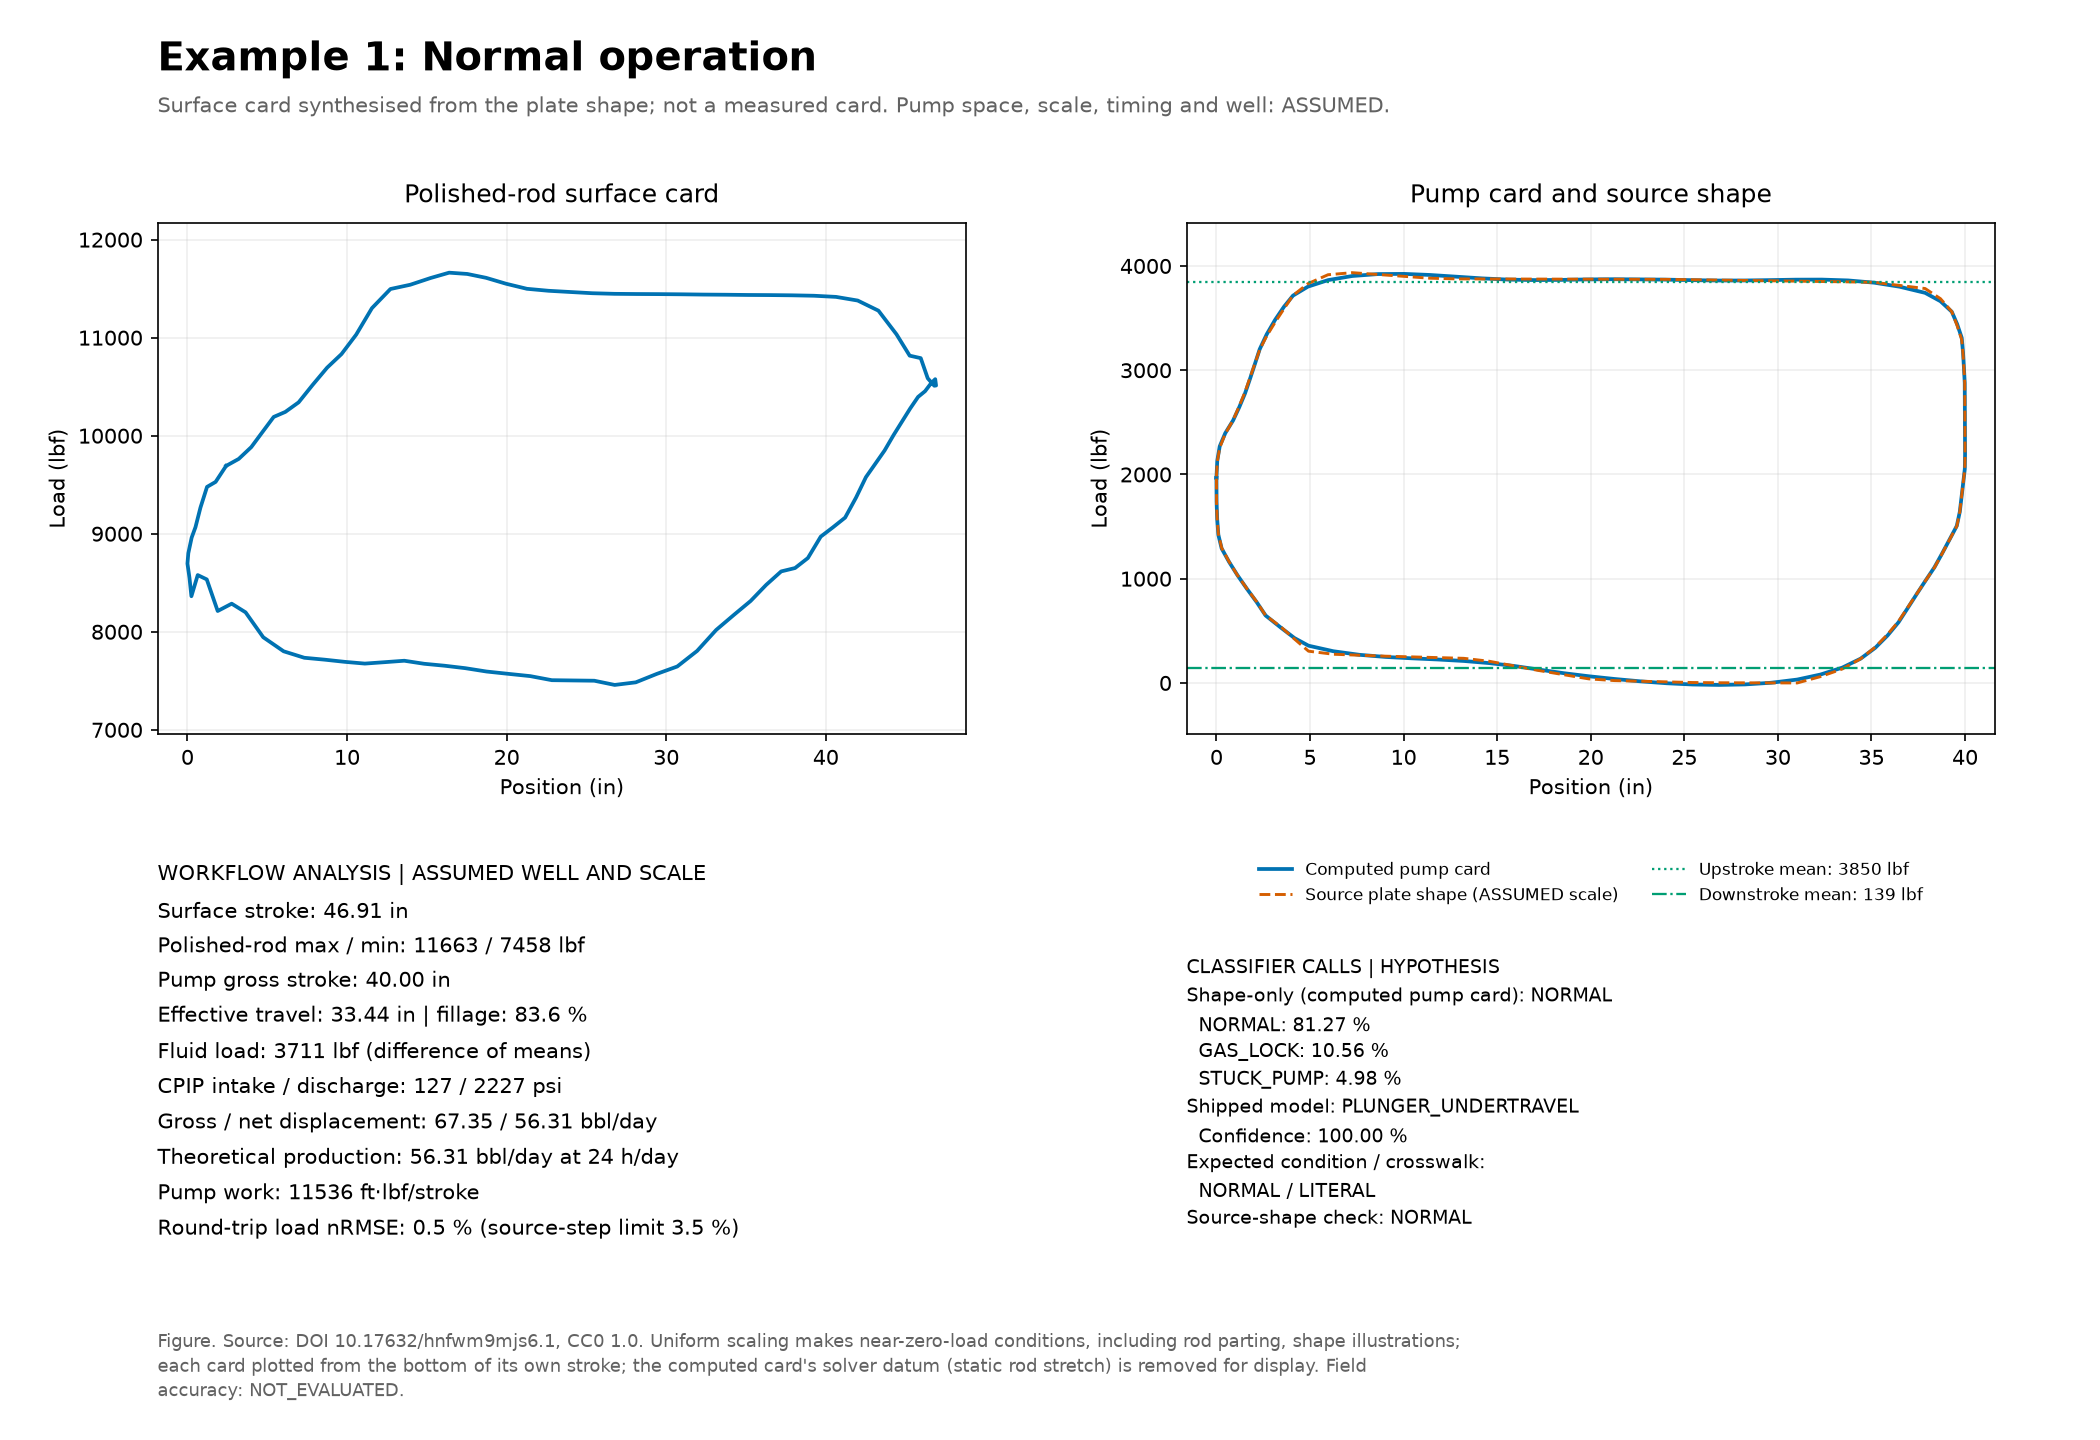 Example 1: Normal operation
Surface card synthesised from the plate shape; not a measured card. Pump space, scale, timing and well: ASSUMED.
Polished-rod surface card
12000
11000
10000
9000
8000
7000
Load (lbf)
0 10 20 30 40
Position (in)
Pump card and source shape
4000
3000
2000
1000
0
Load (lbf)
0 5 10 15 20 25 30 35 40
Position (in)
WORKFLOW ANALYSIS | ASSUMED WELL AND SCALE
Surface stroke: 46.91 in
Polished-rod max / min: 11663 / 7458 lbf
Pump gross stroke: 40.00 in
Effective travel: 33.44 in | fillage: 83.6 %
Fluid load: 3711 lbf (difference of means)
CPIP intake / discharge: 127 / 2227 psi
Gross / net displacement: 67.35 / 56.31 bbl/day
Theoretical production: 56.31 bbl/day at 24 h/day
Pump work: 11536 ft·lbf/stroke
Round-trip load nRMSE: 0.5 % (source-step limit 3.5 %)
Computed pump card
Source plate shape (ASSUMED scale)
Upstroke mean: 3850 lbf
Downstroke mean: 139 lbf
CLASSIFIER CALLS | HYPOTHESIS
Shape-only (computed pump card): NORMAL
NORMAL: 81.27 %
GAS_LOCK: 10.56 %
STUCK_PUMP: 4.98 %
Shipped model: PLUNGER_UNDERTRAVEL
Confidence: 100.00 %
Expected condition / crosswalk:
NORMAL / LITERAL
Source-shape check: NORMAL
Figure. Source: DOI 10.17632/hnfwm9mjs6.1, CC0 1.0. Uniform scaling makes near-zero-load conditions, including rod parting, shape illustrations;
each card plotted from the bottom of its own stroke; the computed card's solver datum (static rod stretch) is removed for display. Field
accuracy: NOT_EVALUATED.